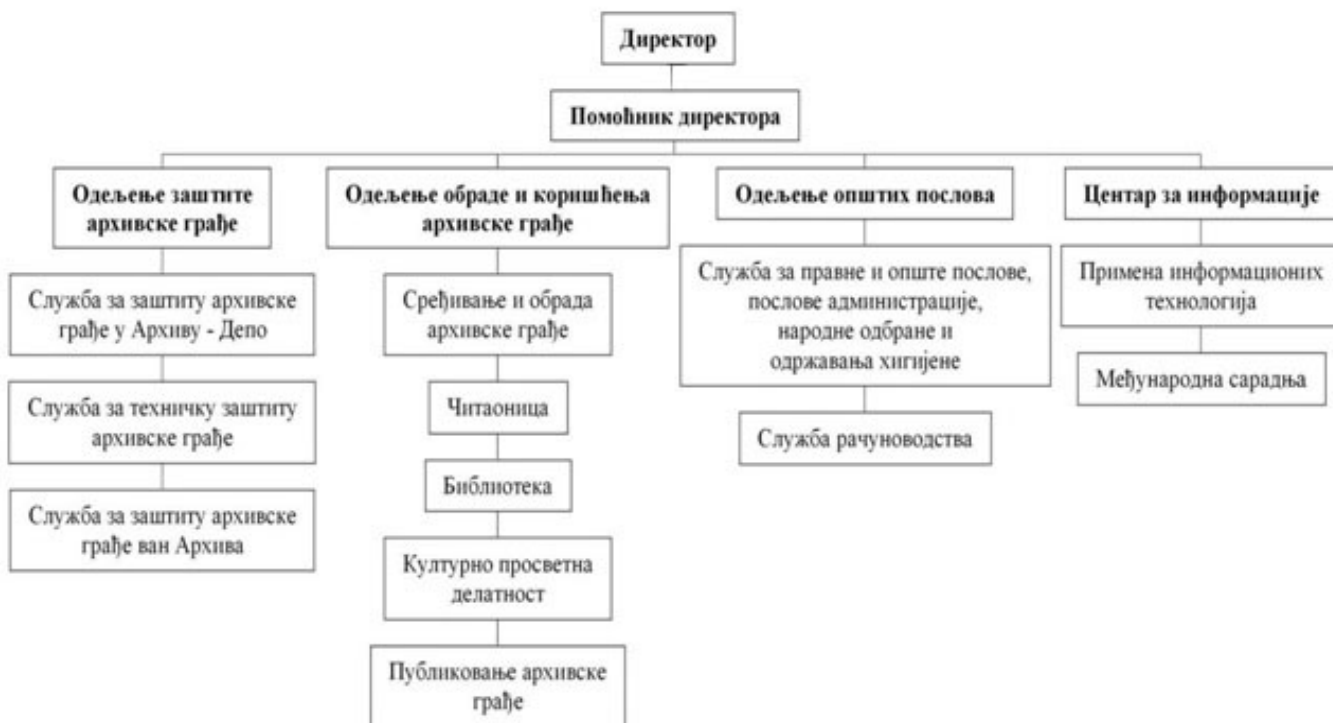 Директор
Помоћник директора
Одељење заштите
архивске грађе
Служба за заштиту архивске
грађе у Архиву - Депо
Служба за техничку заштиту
архивске грађе
Служба за заштиту архивске
грађе ван Архива
Одељење обраде и коришћења
архивске грађе
Сређивање и обрада
архивске грађе
Читаоница
Библиотека
Културно просветна
делатност
Публиковање архивске
грађе
Одељење општих послова
Служба за правне и опште послове,
послове администрације,
народне одбране и
одржавања хигијене
Служба рачуноводства
Центар за информације
Примена информационих
технологија
Међународна сарадња